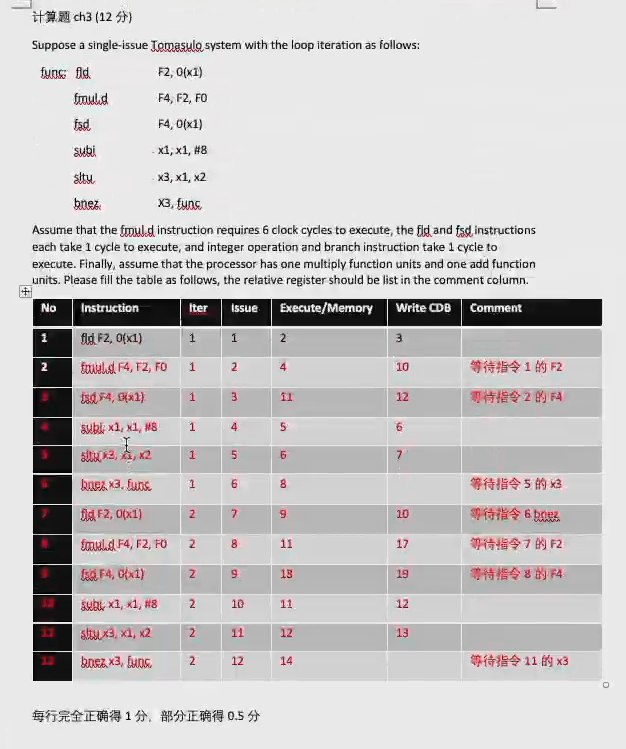 计算题 ch3 (12 分)
Suppose a single-issue Tomasulo system with the loop iteration as follows:
func: fld F2, 0(x1)
fmul.d F4, F2, F0
fsd F4, 0(x1)
subi x1, x1, #8
sltu x3, x1, x2
bnez X3, func
Assume that the fmul.d instruction requires 6 clock cycles to execute, the fld and fsd instructions
each take 1 cycle to execute, and integer operation and branch instruction take 1 cycle to
execute. Finally, assume that the processor has one multiply function units and one add function
units. Please fill the table as follows, the relative register should be list in the comment column.
No Instruction Iter Issue Execute/Memory Write CDB Comment
1 fld F2, 0(x1) 1 1 2 3
2 fmul.d F4, F2, F0 1 2 4 10 等待指令 1 的 F2
3 fsd F4, 0(x1) 1 3 11 12 等待指令 2 的 F4
4 subi x1, x1, #8 1 4 5 6
5 sltu x3, x1, x2 1 5 6 7
6 bnez x3, func 1 6 8 等待指令 5 的 x3
7 fld F2, 0(x1) 2 7 9 10 等待指令 6 bnez
8 fmul.d F4, F2, F0 2 8 11 17 等待指令 7 的 F2
9 fsd F4, 0(x1) 2 9 18 19 等待指令 8 的 F4
10 subi x1, x1, #8 2 10 11 12
11 sltu x3, x1, x2 2 11 12 13
12 bnez x3, func 2 12 14 等待指令 11 的 x3
每行完全正确得 1 分，部分正确得 0.5 分